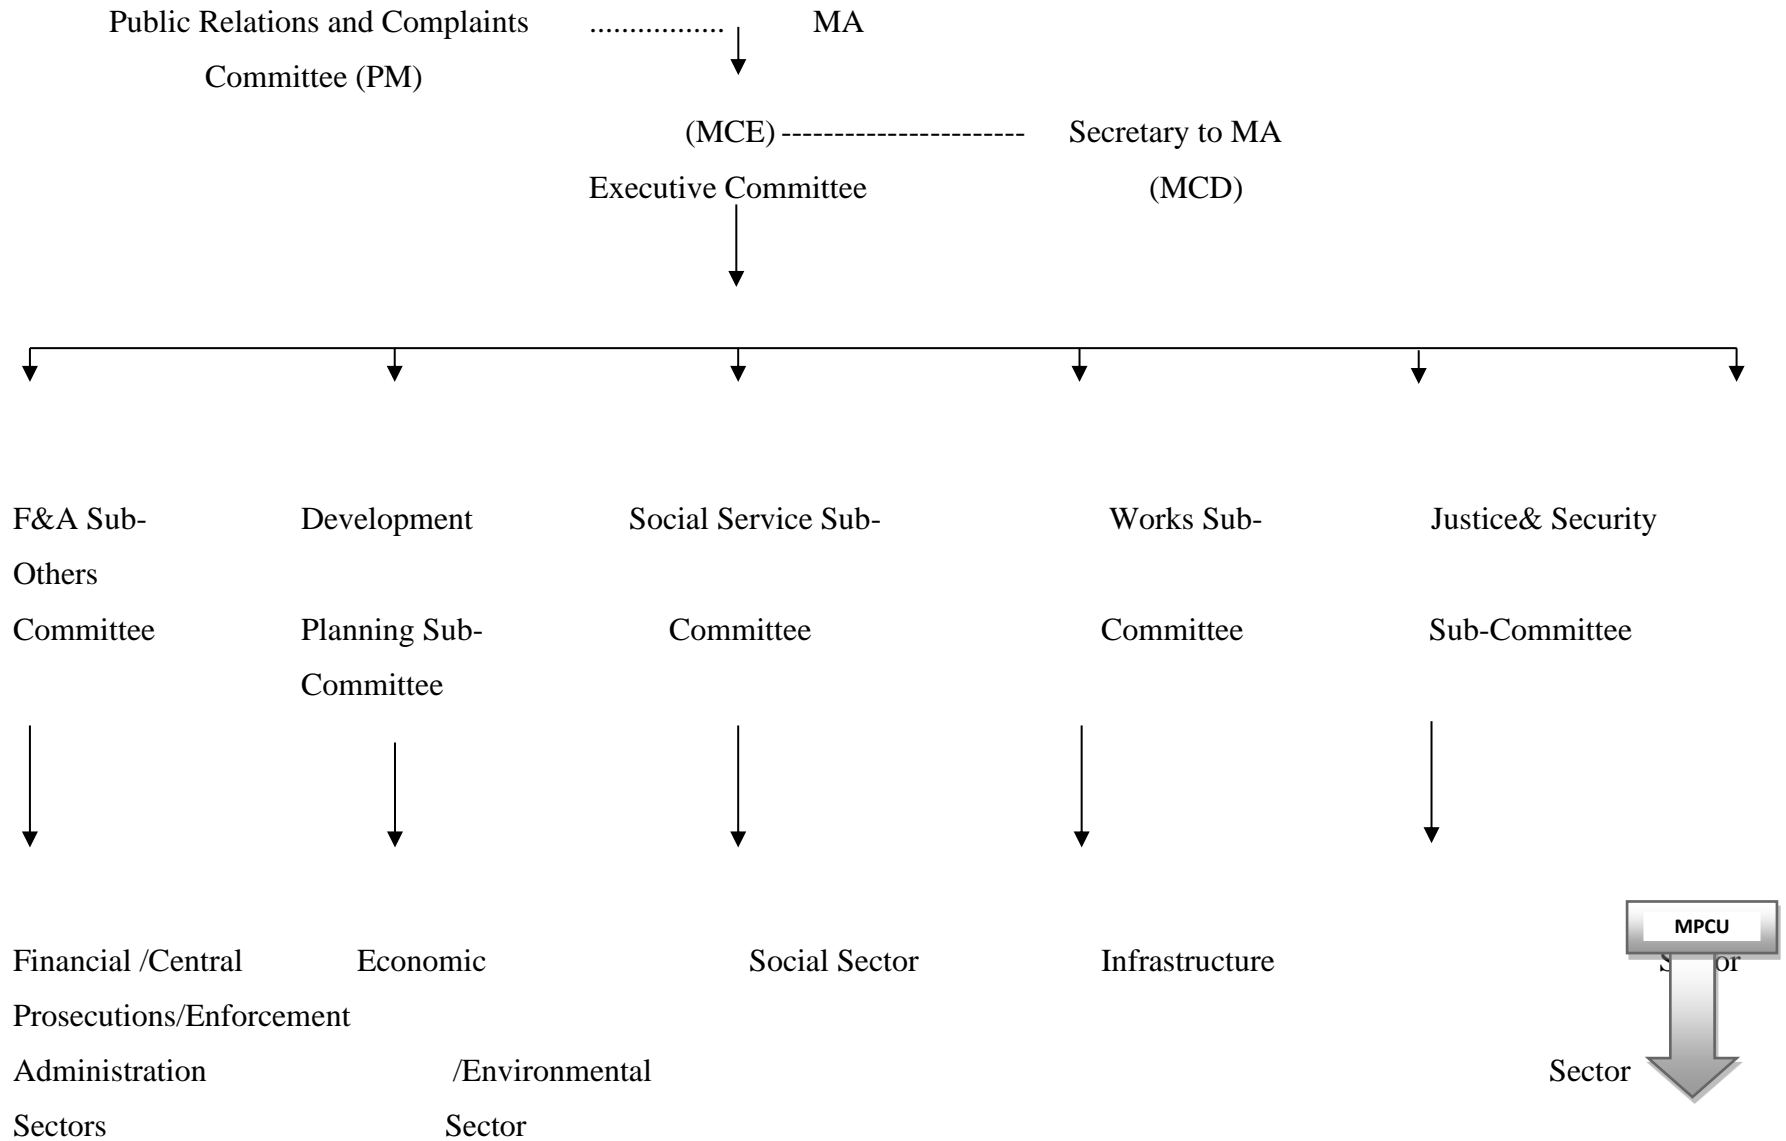 Public Relations and Complaints ................. MA
Committee (PM)
(MCE) ----------------------- Secretary to MA
Executive Committee (MCD)
F&A Sub- Development Social Service Sub- Works Sub- Justice& Security
Others
Committee Planning Sub- Committee Committee Sub-Committee
Committee
MPCU
Financial /Central Economic Social Sector Infrastructure
Prosecutions/Enforcement
Administration /Environmental Sector
Sectors Sector